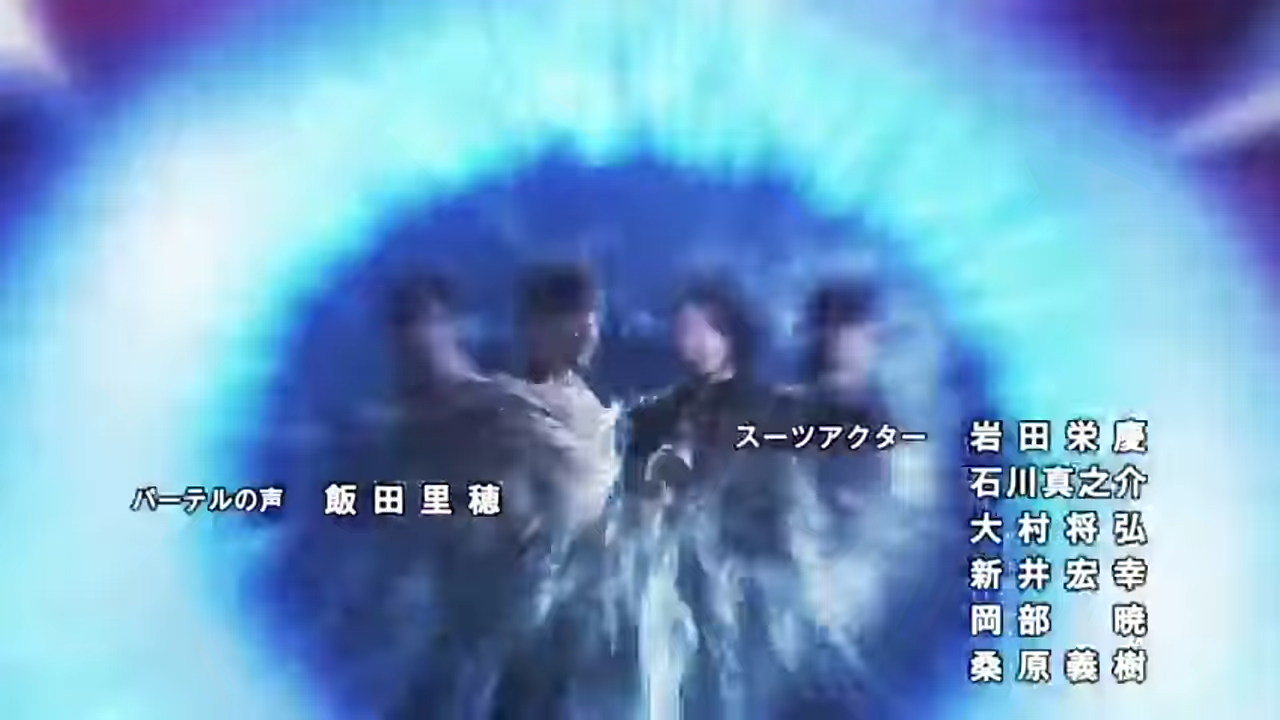 スーツアクター 岩田栄慶
石川真之介
バーテルの声 飯田里穂
大村将弘
新井宏幸
岡部 暁
桑原義樹